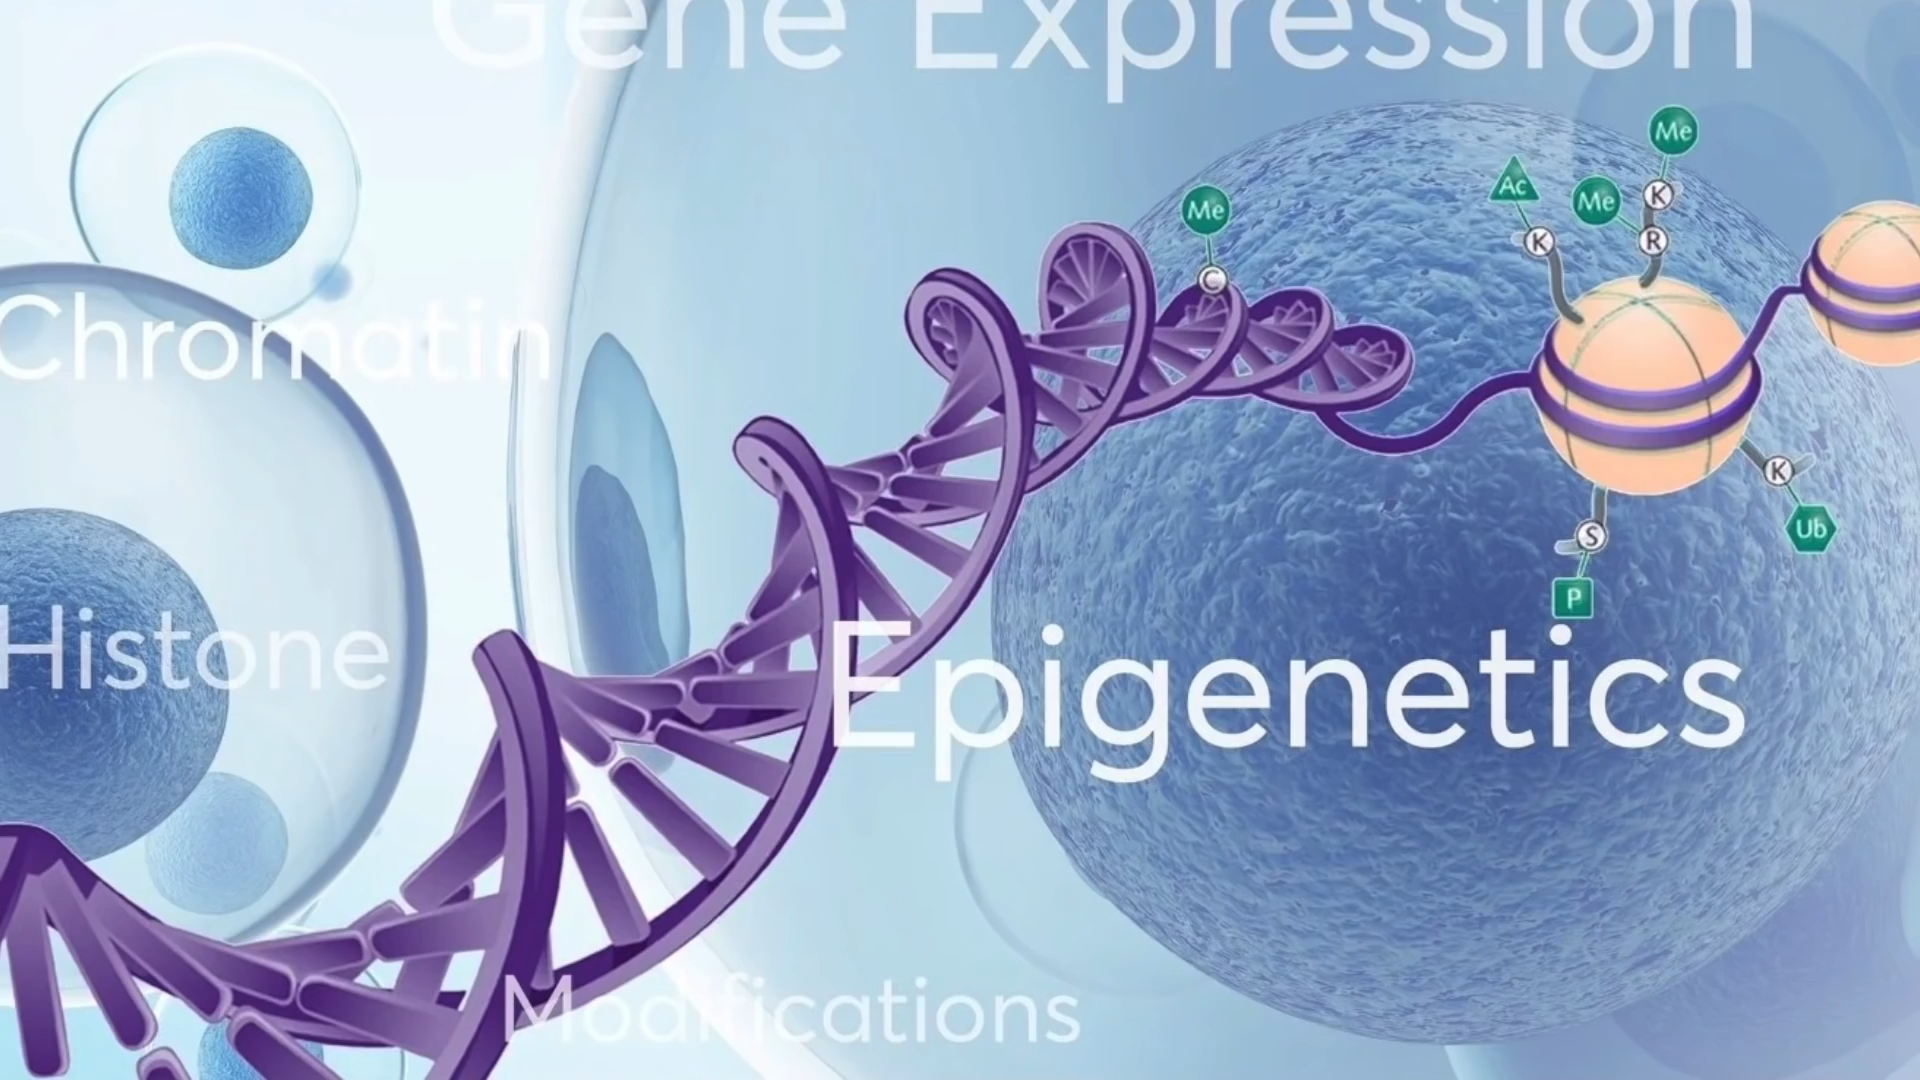 Gene Expression
Me
Ac
Me
K
Me
R
K
C
Chromatin
K
Ub
S
P
Histone
Epigenetics
Modifications